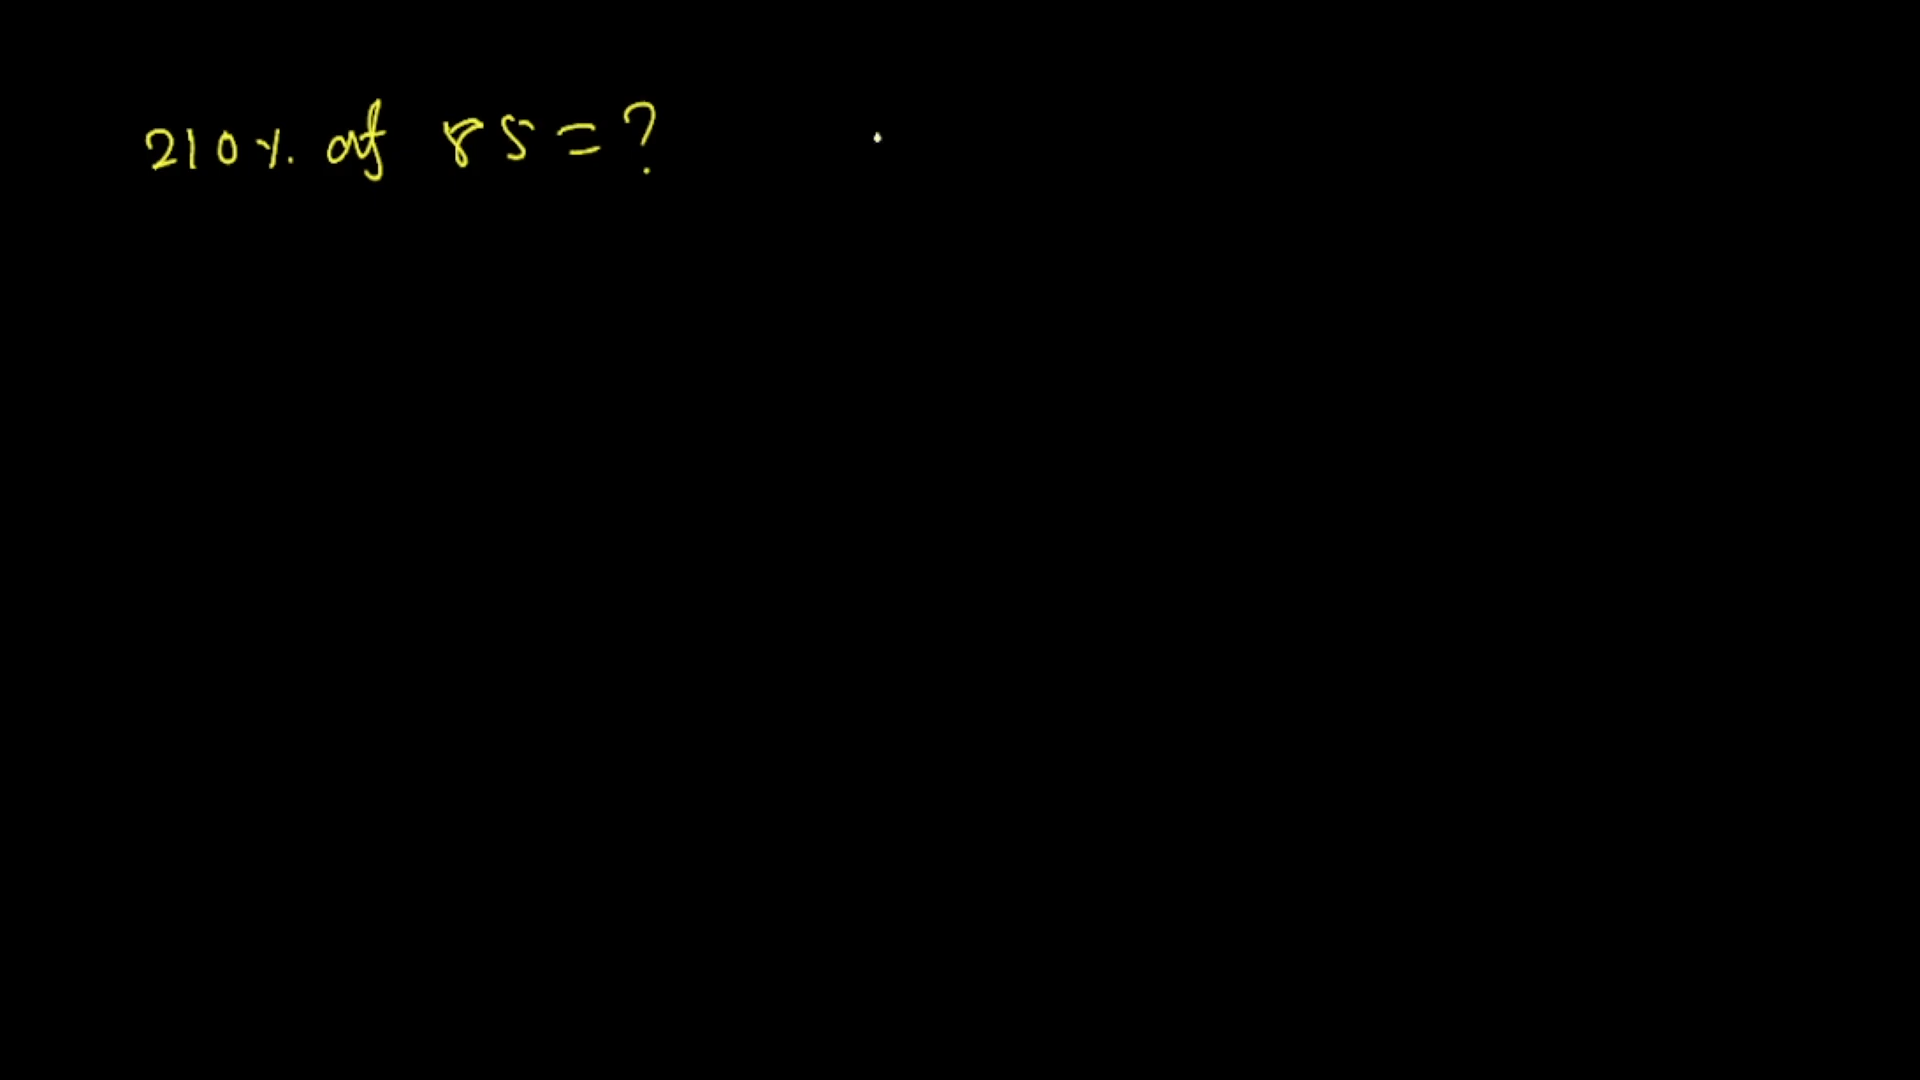 210%. of 85 = ?